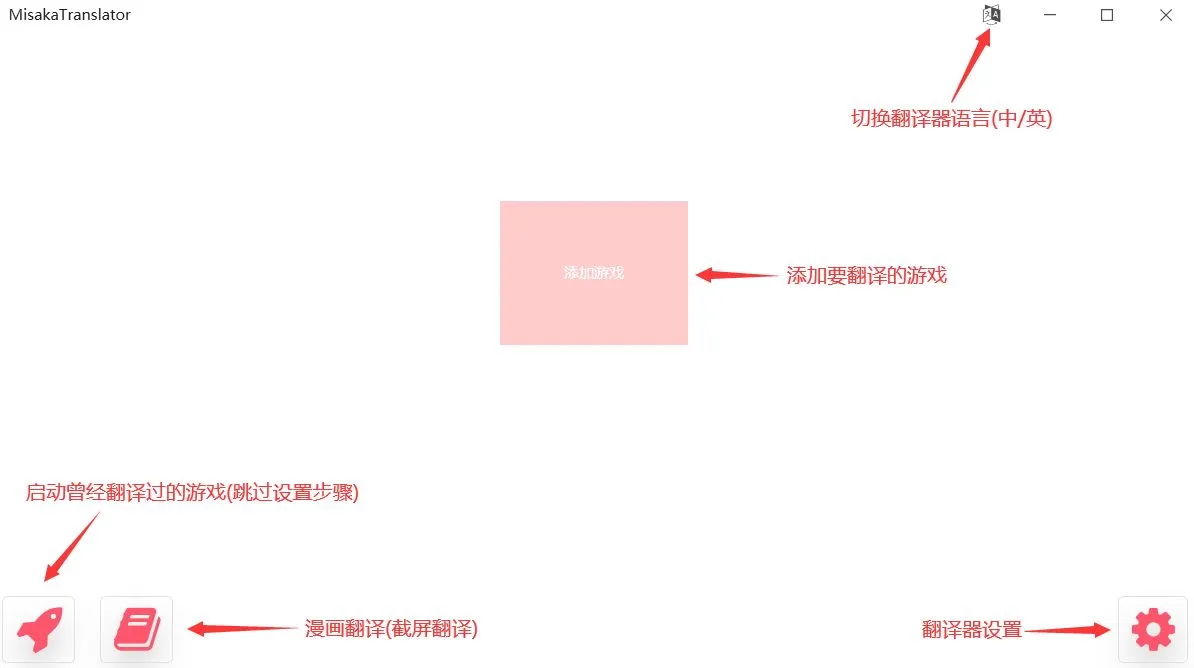 MisakaTranslator
切换翻译器语言(中/英)
添加游戏
添加要翻译的游戏
启动曾经翻译过的游戏(跳过设置步骤)
漫画翻译(截屏翻译)
翻译器设置